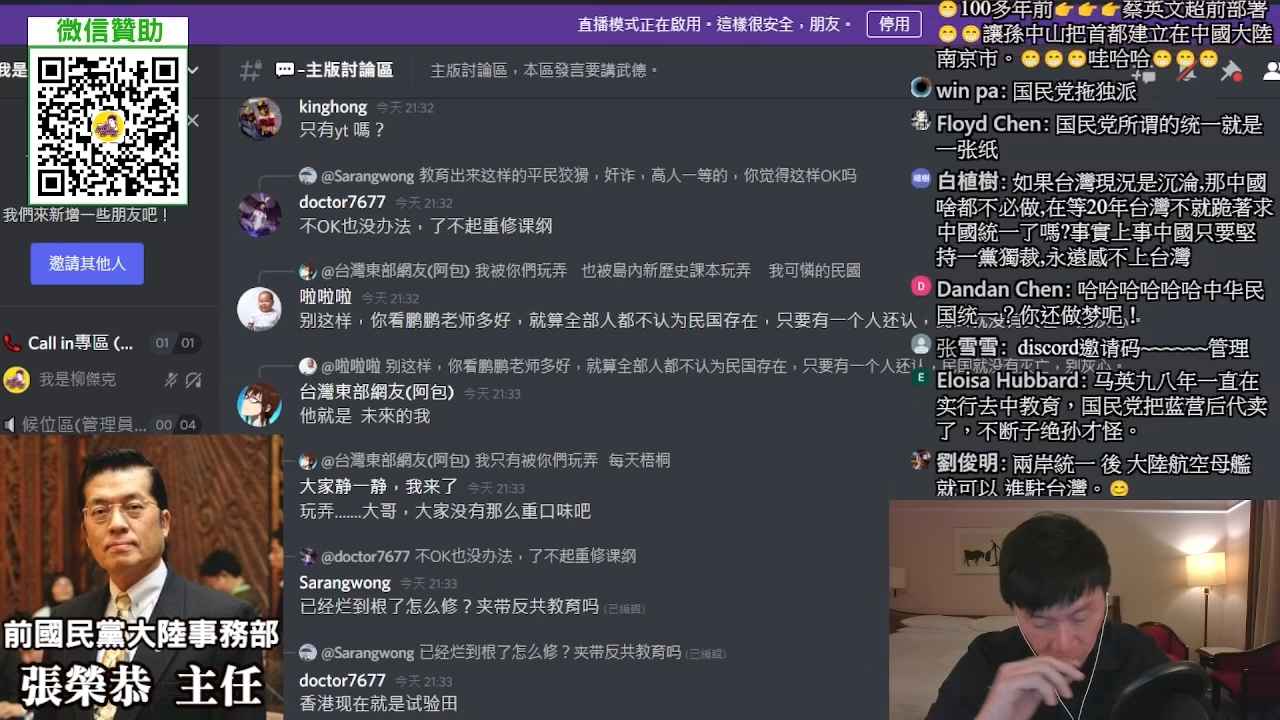 微信贊助
直播模式正在啟用。這樣很安全，朋友。
停用
我是
-主版討論區
主版討論區，本區發言要講武德。
我們來新增一些朋友吧！
邀請其他人
Call in專區 (...
01 01
我是柳傑克
候位區(管理員...
00 04
kinghong 今天 21:32
只有yt 嗎？
@Sarangwong 教育出来这样的平民狡猾，奸诈，高人一等的，你觉得这样OK吗
doctor7677 今天 21:32
不OK也没办法，了不起重修课纲
@台灣東部網友(阿包) 我被你們玩弄 也被島內新歷史課本玩弄 我可憐的民國
啦啦啦 今天 21:32
别这样，你看鹏鹏老师多好，就算全部人都不认为民国存在，只要有一个人还认，
@啦啦啦 别这样，你看鹏鹏老师多好，就算全部人都不认为民国存在，只要有一个人还认，民国就没有灭亡，别灰心。
台灣東部網友(阿包) 今天 21:33
他就是 未來的我
@台灣東部網友(阿包) 我只有被你們玩弄 每天梧桐
大家静一静，我来了 今天 21:33
玩弄.......大哥，大家没有那么重口味吧
@doctor7677 不OK也没办法，了不起重修课纲
Sarangwong 今天 21:33
已经烂到根了怎么修？夹带反共教育吗 (已編輯)
@Sarangwong 已经烂到根了怎么修？夹带反共教育吗 (已編輯)
doctor7677 今天 21:33
香港现在就是试验田
😁100多年前👉👉👉蔡英文超前部署
😁😁讓孫中山把首都建立在中國大陸
南京市。😁😁😁哇哈哈😁😁😁
win pa: 国民党拖独派
Floyd Chen: 国民党所谓的统一就是
一张纸
白植樹: 如果台灣現況是沉淪,那中國
啥都不必做,在等20年台灣不就跪著求
中國統一了嗎?事實上事中國只要堅
持一黨獨裁,永遠感不上台灣
Dandan Chen: 哈哈哈哈哈哈中华民
国统一？你还做梦呢！
张雪雪: discord邀请码~~~~~~管理
Eloisa Hubbard: 马英九八年一直在
实行去中教育，国民党把蓝营后代卖
了，不断子绝孙才怪。
劉俊明: 兩岸統一 後 大陸航空母艦
就可以 進駐台灣。😊
前國民黨大陸事務部
張榮恭 主任